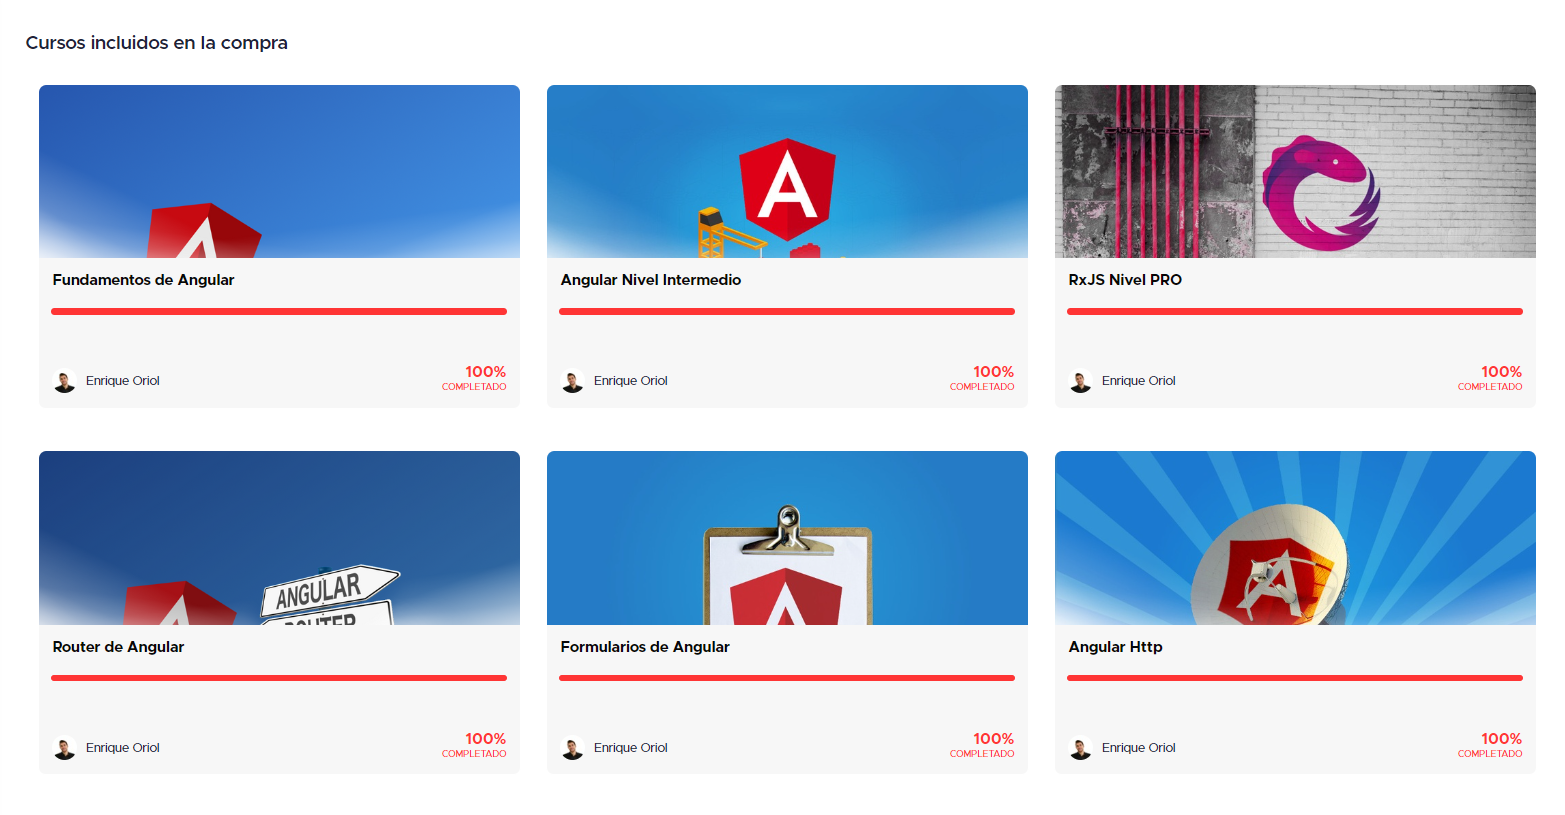 Cursos incluidos en la compra
Fundamentos de Angular
Enrique Oriol
100%
COMPLETADO
Angular Nivel Intermedio
Enrique Oriol
100%
COMPLETADO
RxJS Nivel PRO
Enrique Oriol
100%
COMPLETADO
ANGULAR
ROUTER
Router de Angular
Enrique Oriol
100%
COMPLETADO
Formularios de Angular
Enrique Oriol
100%
COMPLETADO
Angular Http
Enrique Oriol
100%
COMPLETADO